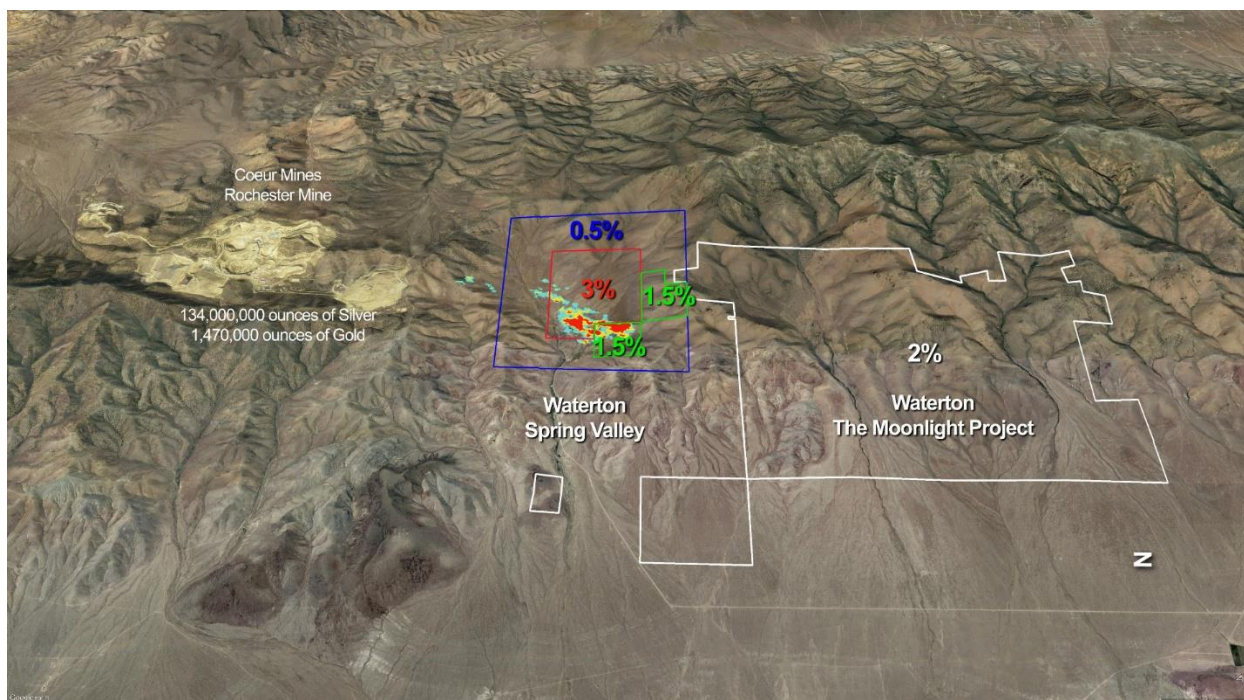 Coeur Mines
Rochester Mine
134,000,000 ounces of Silver
1,470,000 ounces of Gold
0.5%
3%
1.5%
1.5%
2%
Waterton
Spring Valley
Waterton
The Moonlight Project
N